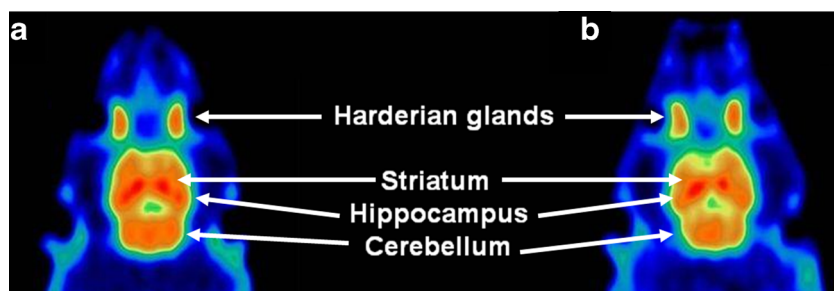 a
b
Harderian glands
Striatum
Hippocampus
Cerebellum